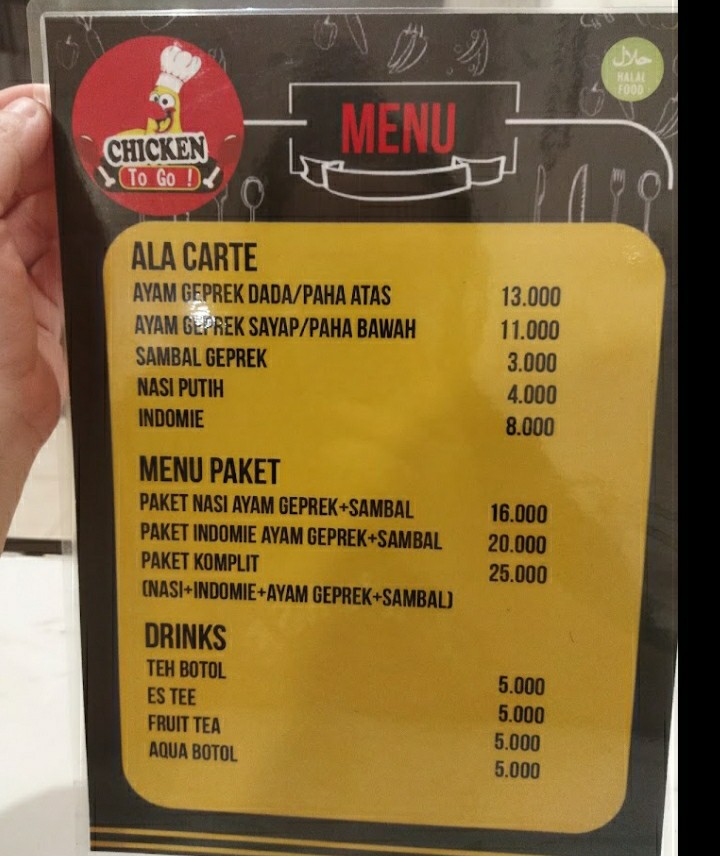 CHICKEN
To Go !
MENU
حلال
HALAL
FOOD
ALA CARTE
AYAM GEPREK DADA/PAHA ATAS 13.000
AYAM GEPREK SAYAP/PAHA BAWAH 11.000
SAMBAL GEPREK 3.000
NASI PUTIH 4.000
INDOMIE 8.000
MENU PAKET
PAKET NASI AYAM GEPREK+SAMBAL 16.000
PAKET INDOMIE AYAM GEPREK+SAMBAL 20.000
PAKET KOMPLIT 25.000
(NASI+INDOMIE+AYAM GEPREK+SAMBAL)
DRINKS
TEH BOTOL 5.000
ES TEE 5.000
FRUIT TEA 5.000
AQUA BOTOL 5.000